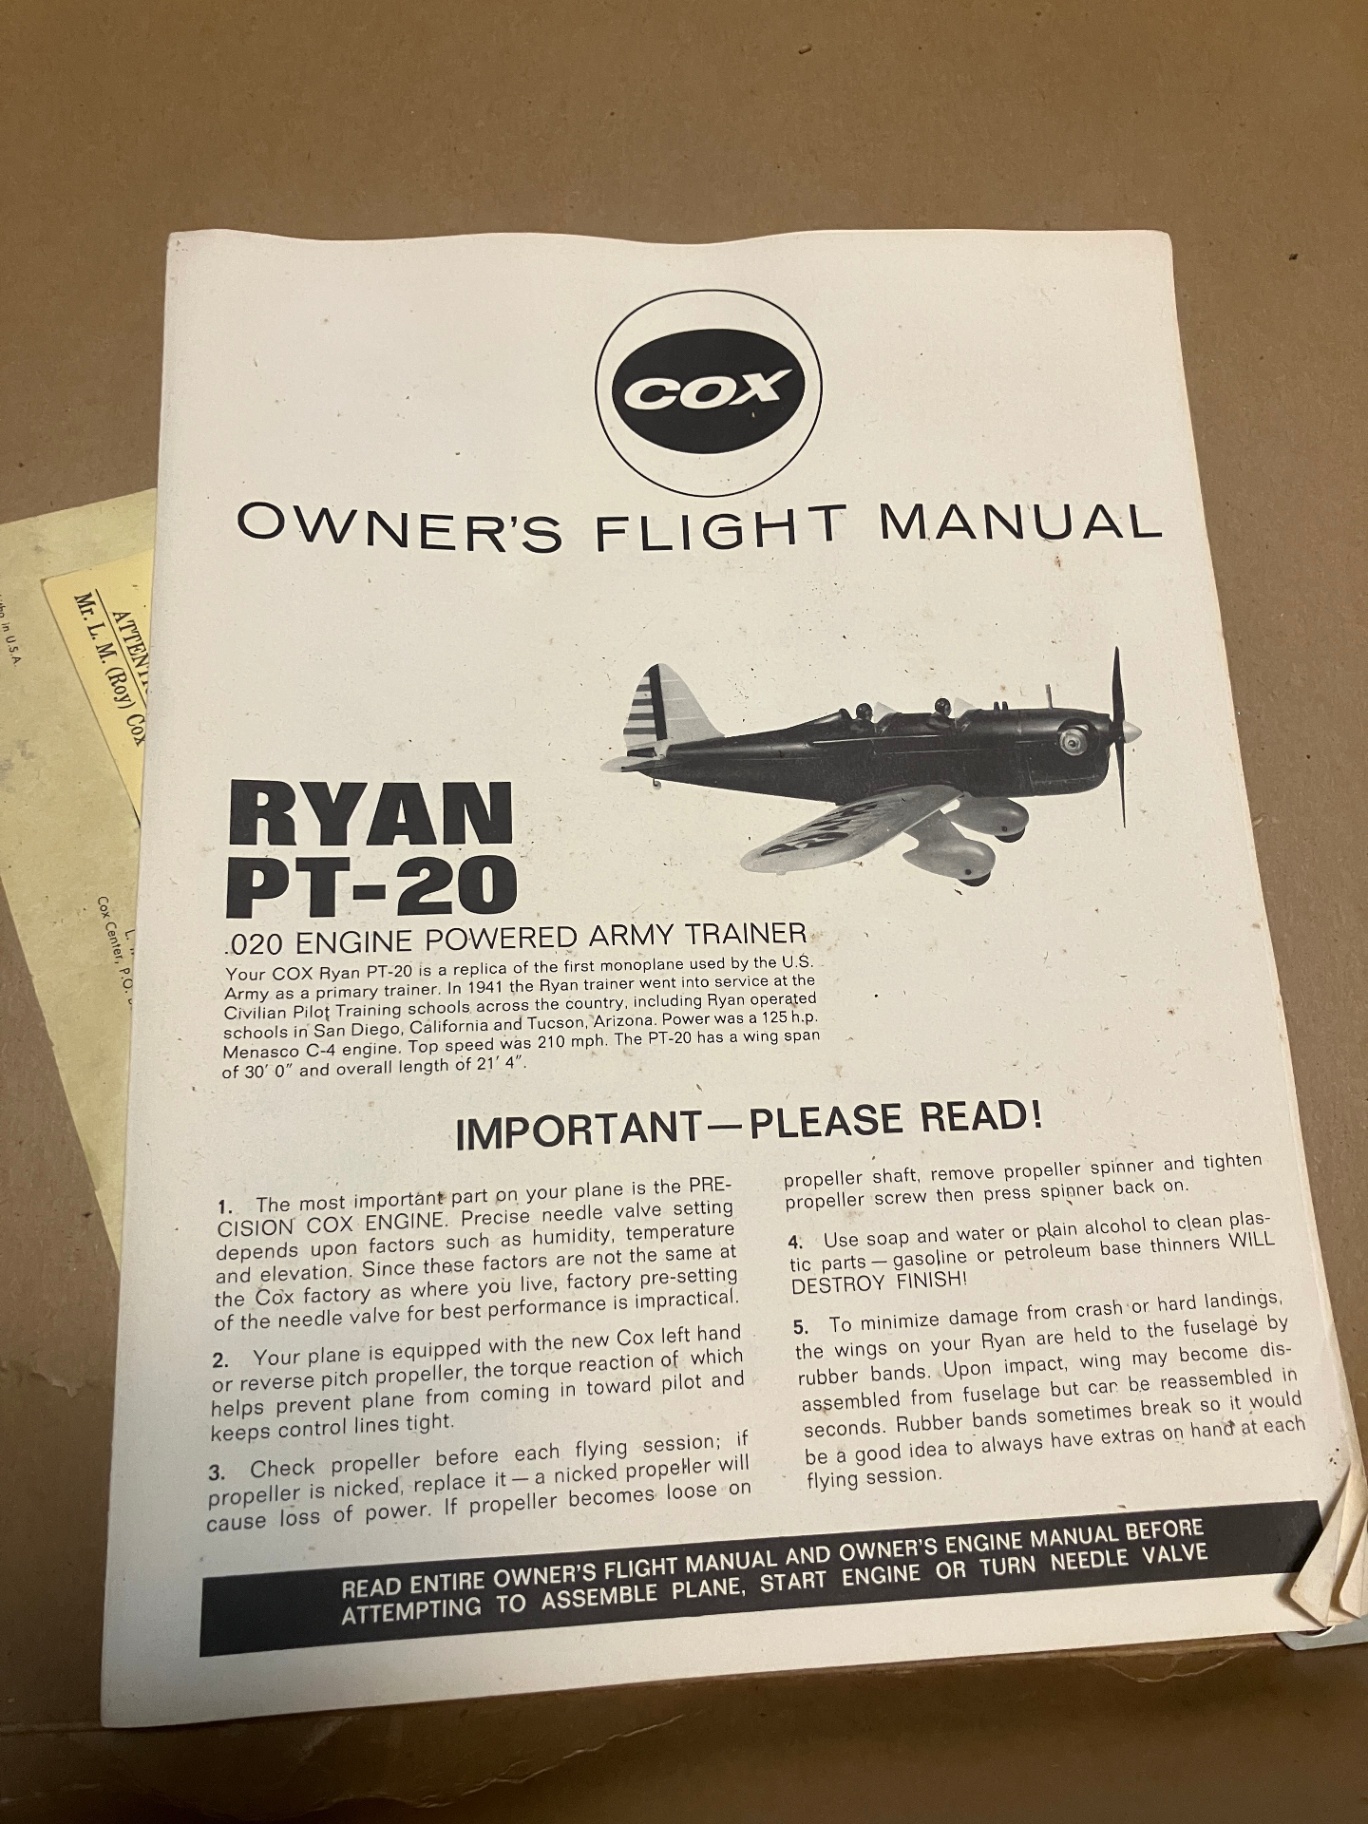 COX
OWNER'S FLIGHT MANUAL
RYAN
PT-20
.020 ENGINE POWERED ARMY TRAINER
Your COX Ryan PT-20 is a replica of the first monoplane used by the U.S.
Army as a primary trainer. In 1941 the Ryan trainer went into service at the
Civilian Pilot Training schools across the country, including Ryan operated
schools in San Diego, California and Tucson, Arizona. Power was a 125 h.p.
Menasco C-4 engine. Top speed was 210 mph. The PT-20 has a wing span
of 30' 0" and overall length of 21' 4".
IMPORTANT—PLEASE READ!
1. The most important part on your plane is the PRE-
CISION COX ENGINE. Precise needle valve setting
depends upon factors such as humidity, temperature
and elevation. Since these factors are not the same at
the Cox factory as where you live, factory pre-setting
of the needle valve for best performance is impractical.
2. Your plane is equipped with the new Cox left hand
or reverse pitch propeller, the torque reaction of which
helps prevent plane from coming in toward pilot and
keeps control lines tight.
3. Check propeller before each flying session; if
propeller is nicked, replace it — a nicked propeller will
cause loss of power. If propeller becomes loose on
propeller shaft, remove propeller spinner and tighten
propeller screw then press spinner back on.
4. Use soap and water or plain alcohol to clean plas-
tic parts — gasoline or petroleum base thinners WILL
DESTROY FINISH!
5. To minimize damage from crash or hard landings,
the wings on your Ryan are held to the fuselage by
rubber bands. Upon impact, wing may become dis-
assembled from fuselage but can be reassembled in
seconds. Rubber bands sometimes break so it would
be a good idea to always have extras on hand at each
flying session.
READ ENTIRE OWNER'S FLIGHT MANUAL AND OWNER'S ENGINE MANUAL BEFORE
ATTEMPTING TO ASSEMBLE PLANE, START ENGINE OR TURN NEEDLE VALVE
Mr. L. M. (Roy) Cox
in U.S.A.
Cox Center, P.O.